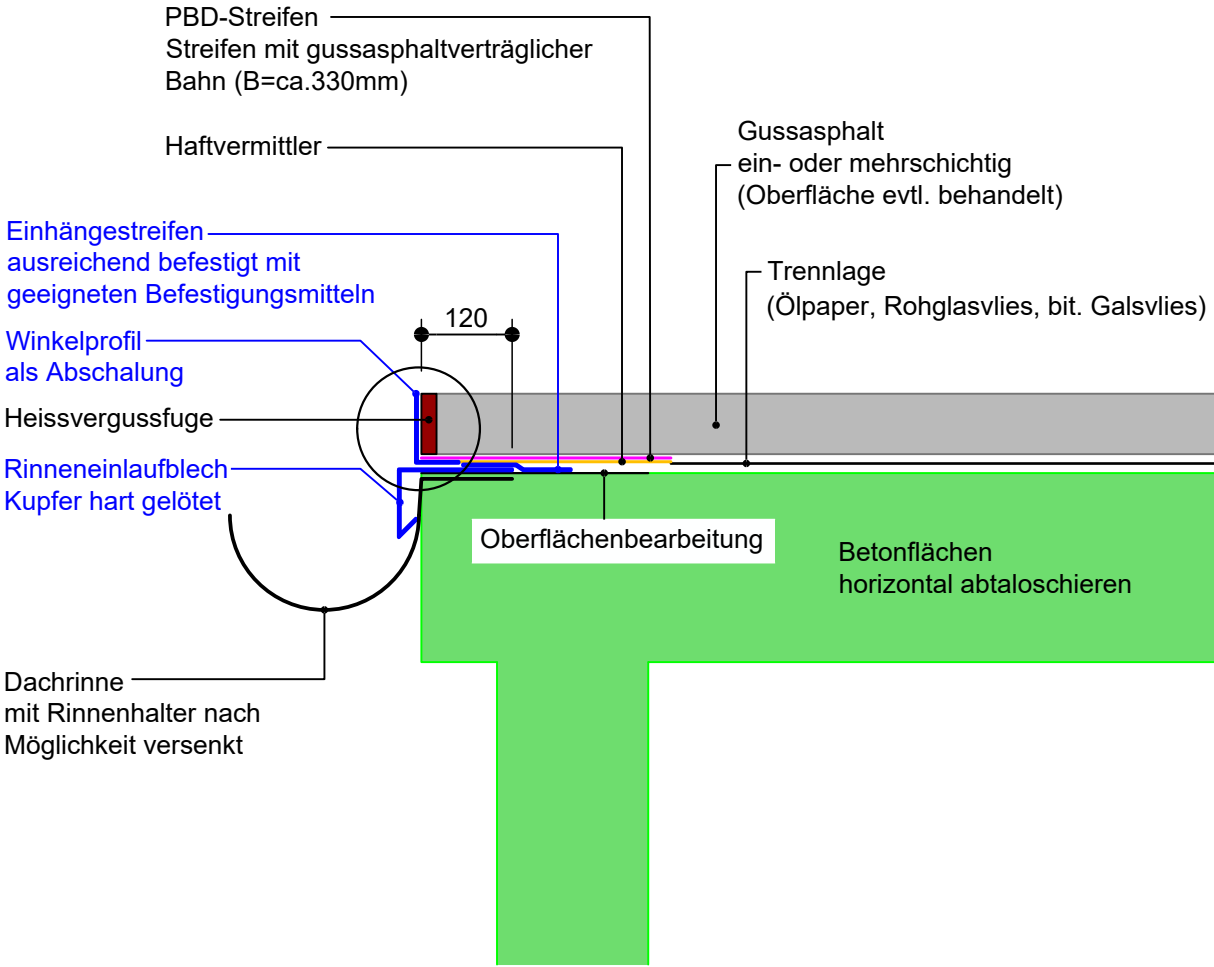 PBD-Streifen
Streifen mit gussasphaltverträglicher
Bahn (B=ca.330mm)
Haftvermittler
Gussasphalt
ein- oder mehrschichtig
(Oberfläche evtl. behandelt)
Einhängestreifen
ausreichend befestigt mit
geeigneten Befestigungsmitteln
Trennlage
(Ölpaper, Rohglasvlies, bit. Galsvlies)
120
Winkelprofil
als Abschalung
Heissvergussfuge
Rinneneinlaufblech
Kupfer hart gelötet
Oberflächenbearbeitung
Betonflächen
horizontal abtaloschieren
Dachrinne
mit Rinnenhalter nach
Möglichkeit versenkt